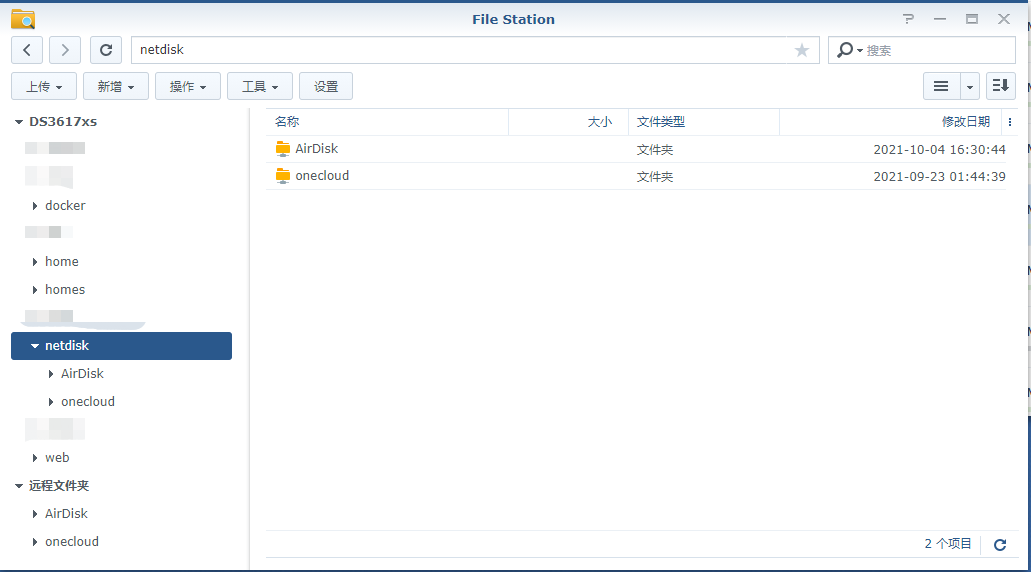 File Station
netdisk
搜索
上传 新增 操作 工具 设置
DS3617xs
docker
home
homes
netdisk
AirDisk
onecloud
web
远程文件夹
AirDisk
onecloud
名称 大小 文件类型 修改日期
AirDisk 文件夹 2021-10-04 16:30:44
onecloud 文件夹 2021-09-23 01:44:39
2 个项目